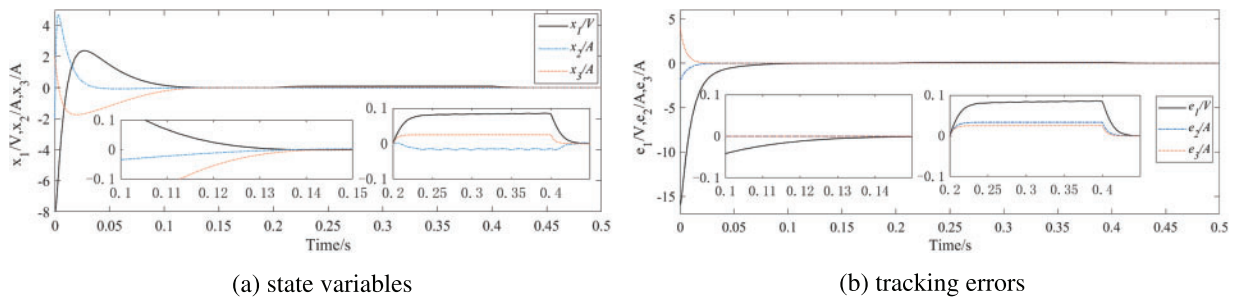 4
2
0
-2
-4
-6
-8
x1/V,x2/A,x3/A
x1/V
x2/A
x3/A
0.1
0
-0.1
0.1 0.11 0.12 0.13 0.14 0.15
0.1
0
-0.1
0.2 0.25 0.3 0.35 0.4
0 0.05 0.1 0.15 0.2 0.25 0.3 0.35 0.4 0.45 0.5
Time/s
(a) state variables
5
0
-5
-10
-15
e1/V,e2/A,e3/A
0.1
0
-0.1
0.1 0.11 0.12 0.13 0.14
0.1
0
-0.1
0.2 0.25 0.3 0.35 0.4
e1/V
e2/A
e3/A
0 0.05 0.1 0.15 0.2 0.25 0.3 0.35 0.4 0.45 0.5
Time/s
(b) tracking errors